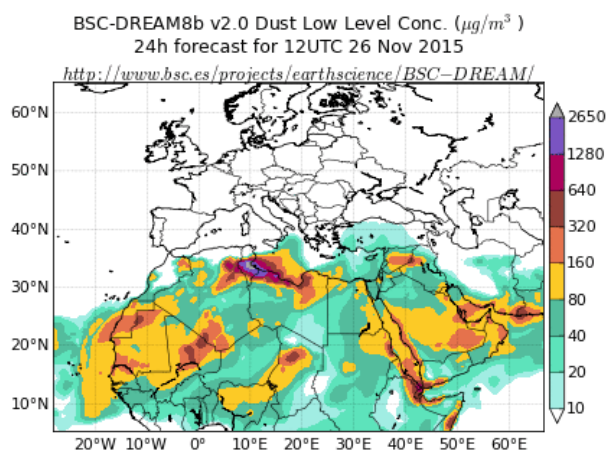 BSC-DREAM8b v2.0 Dust Low Level Conc. (μg/m³ )
24h forecast for 12UTC 26 Nov 2015
http://www.bsc.es/projects/earthscience/BSC−DREAM/
60°N
50°N
40°N
30°N
20°N
10°N
20°W 10°W 0° 10°E 20°E 30°E 40°E 50°E 60°E
2650
1280
640
320
160
80
40
20
10